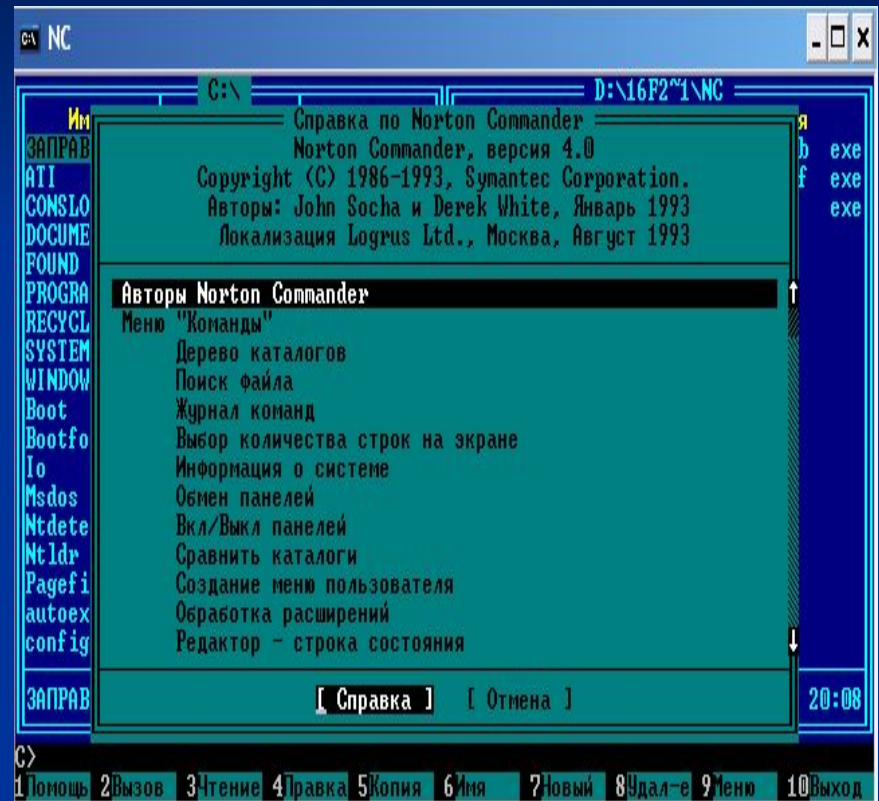 NC
C:\ D:\16F2~1\NC
Им я
Справка по Norton Commander
ЗАПРАВ Norton Commander, версия 4.0 b exe
ATI Copyright (C) 1986-1993, Symantec Corporation. f exe
CONSLO Авторы: John Socha и Derek White, Январь 1993 exe
DOCUME Локализация Logrus Ltd., Москва, Август 1993
FOUND
PROGRA Авторы Norton Commander
RECYCL Меню "Команды"
SYSTEM Дерево каталогов
WINDOW Поиск файла
Boot Журнал команд
Bootfo Выбор количества строк на экране
Io Информация о системе
Msdos Обмен панелей
Ntdete Вкл/Выкл панелей
Ntldr Сравнить каталоги
Pagefi Создание меню пользователя
autoex Обработка расширений
config Редактор - строка состояния
ЗАПРАВ [ Справка ] [ Отмена ] 20:08
C>
1Помощь 2Вызов 3Чтение 4Правка 5Копия 6Имя 7Новый 8Удал-е 9Меню 10Выход